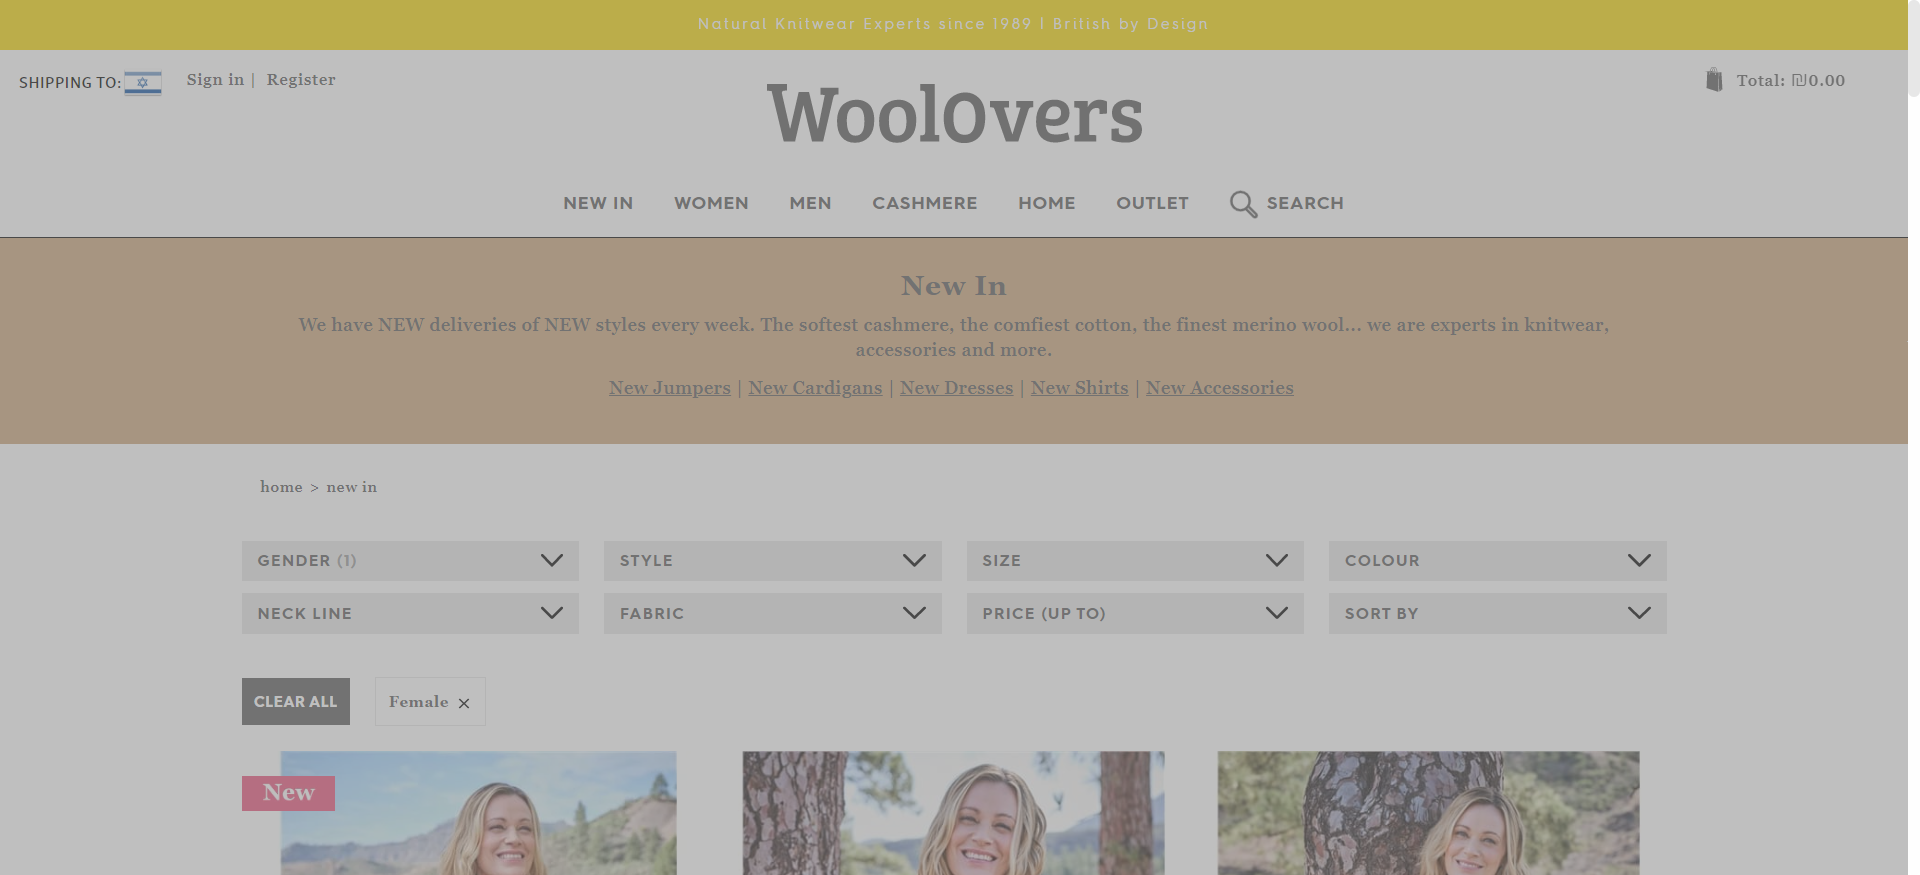 Natural Knitwear Experts since 1989 | British by Design
SHIPPING TO:
Sign in | Register
Total: ₪0.00
WoolOvers
NEW IN WOMEN MEN CASHMERE HOME OUTLET SEARCH
New In
We have NEW deliveries of NEW styles every week. The softest cashmere, the comfiest cotton, the finest merino wool... we are experts in knitwear,
accessories and more.
New Jumpers | New Cardigans | New Dresses | New Shirts | New Accessories
home > new in
GENDER (1) STYLE SIZE COLOUR
NECK LINE FABRIC PRICE (UP TO) SORT BY
CLEAR ALL Female ×
New